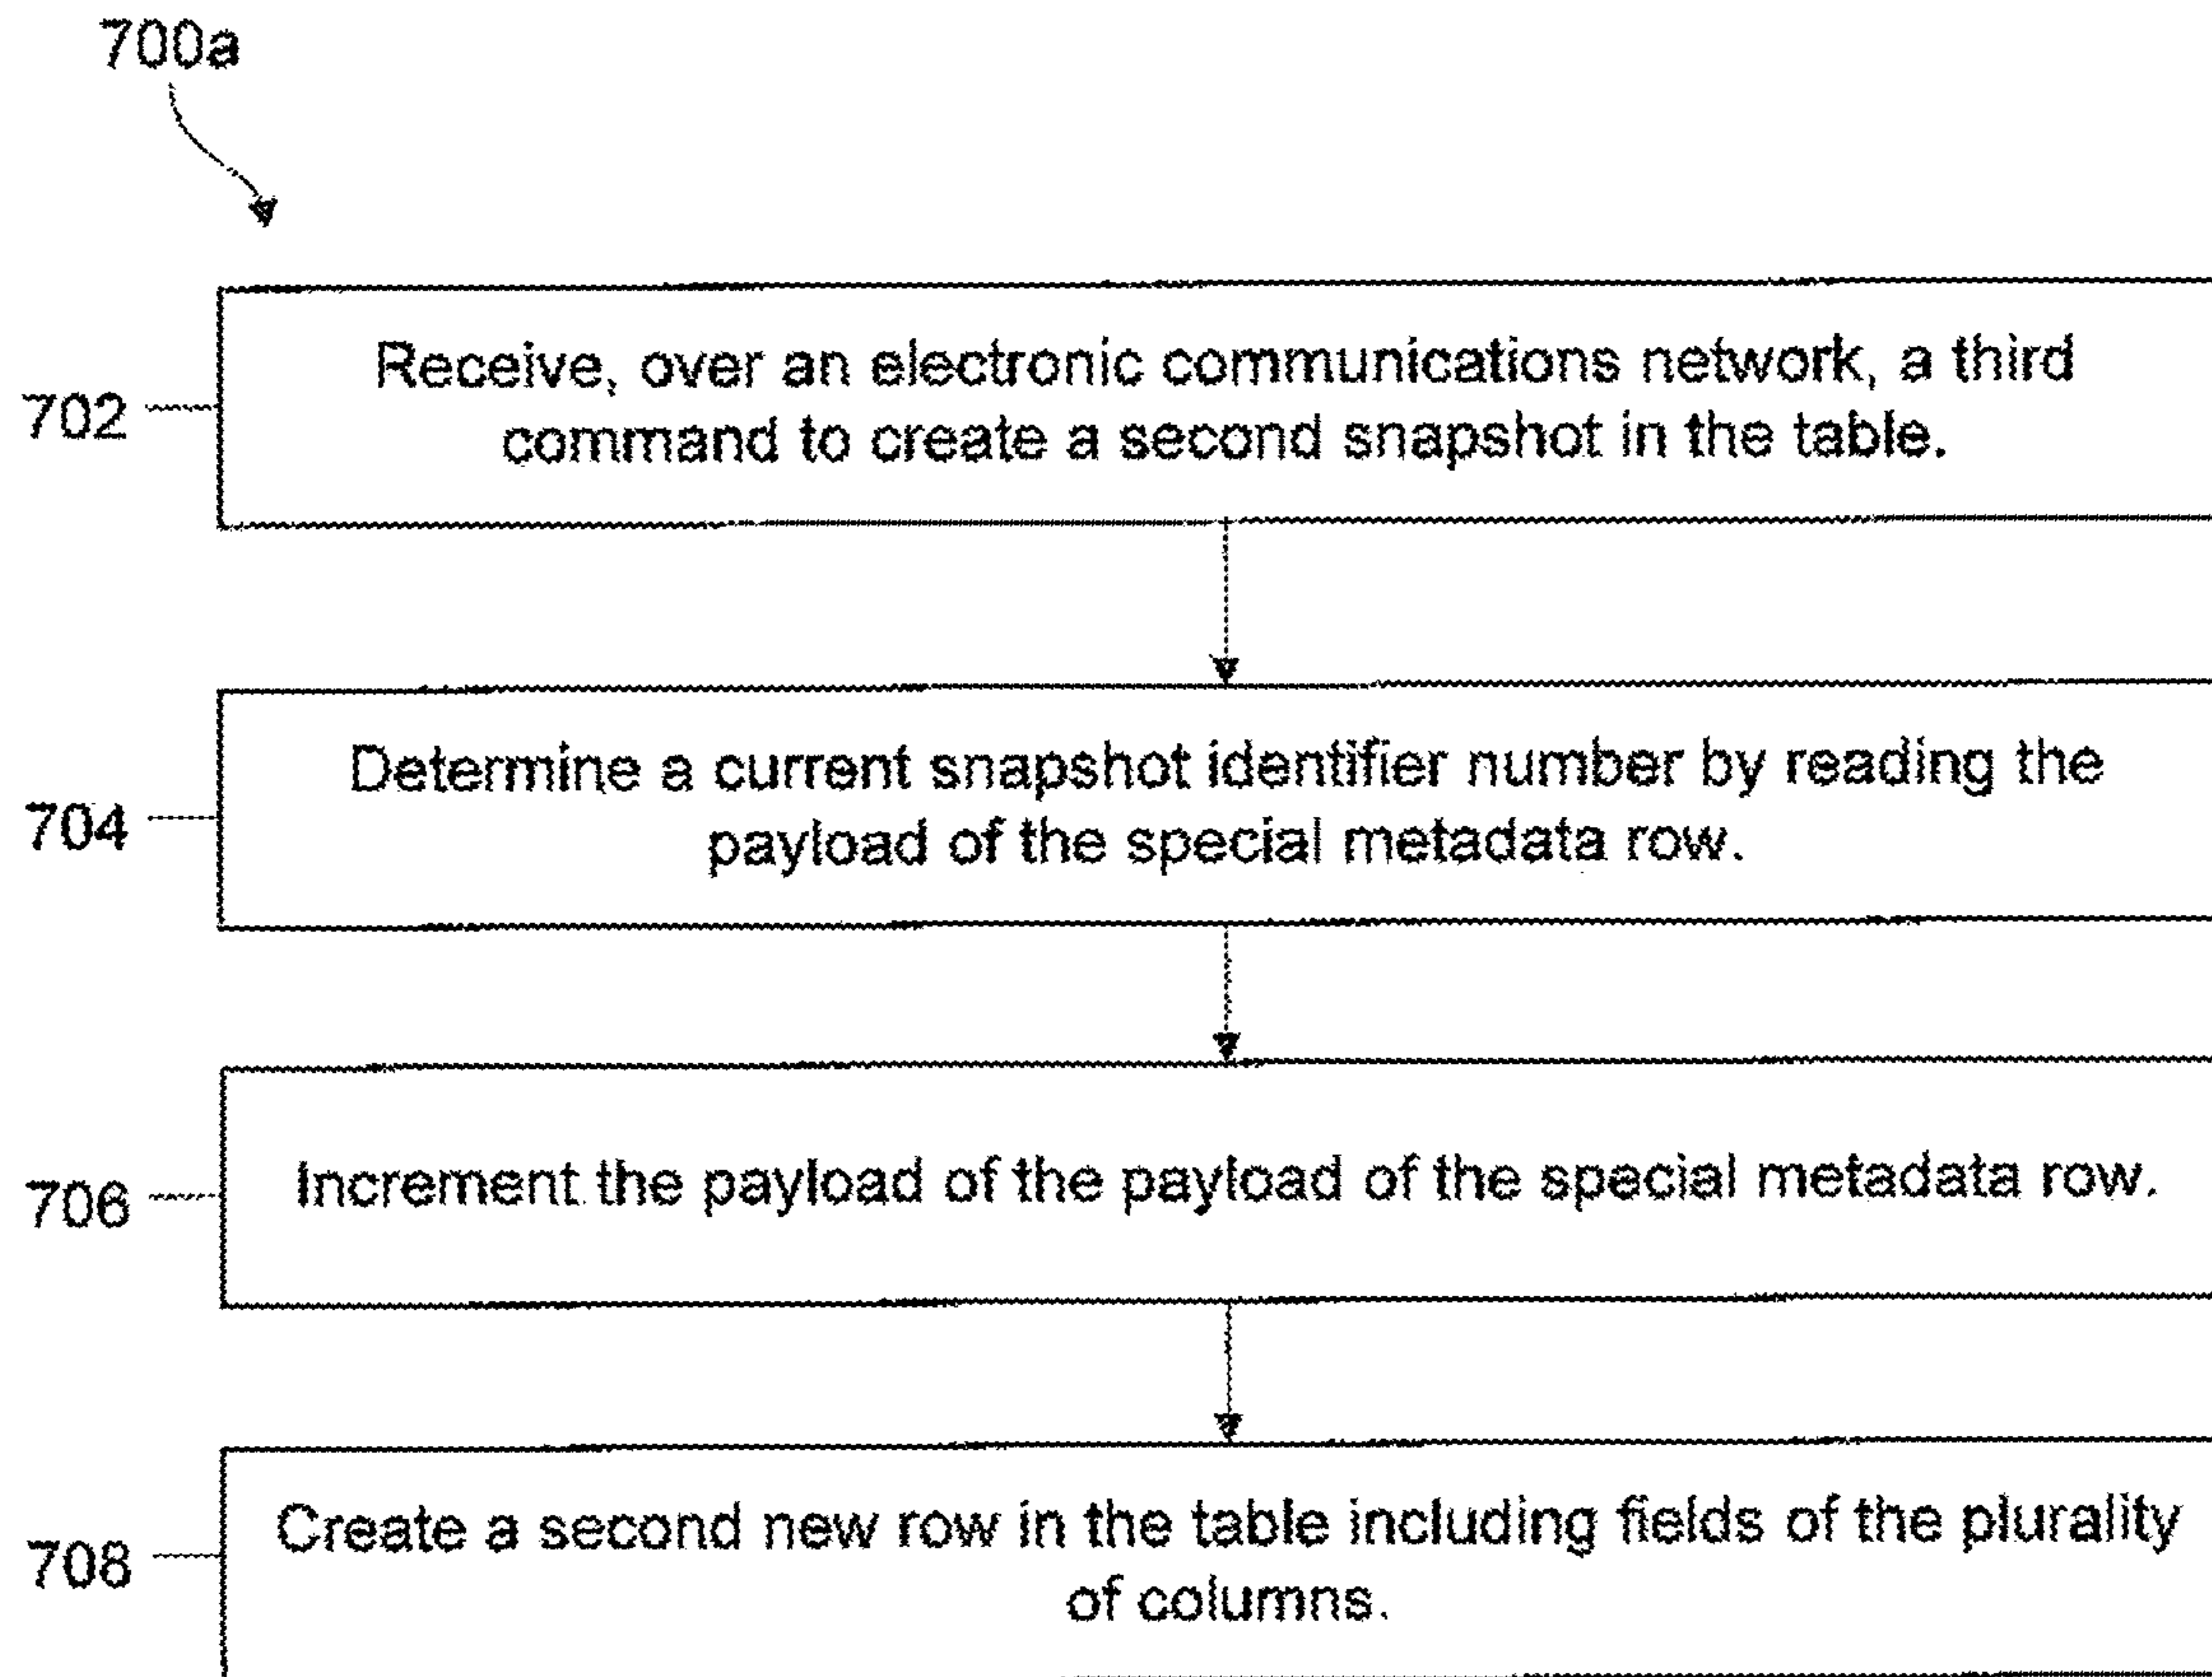 700a
702
Receive, over an electronic communications network, a third
command to create a second snapshot in the table.
704
Determine a current snapshot identifier number by reading the
payload of the special metadata row.
706
Increment the payload of the payload of the special metadata row.
708
Create a second new row in the table including fields of the plurality
of columns.